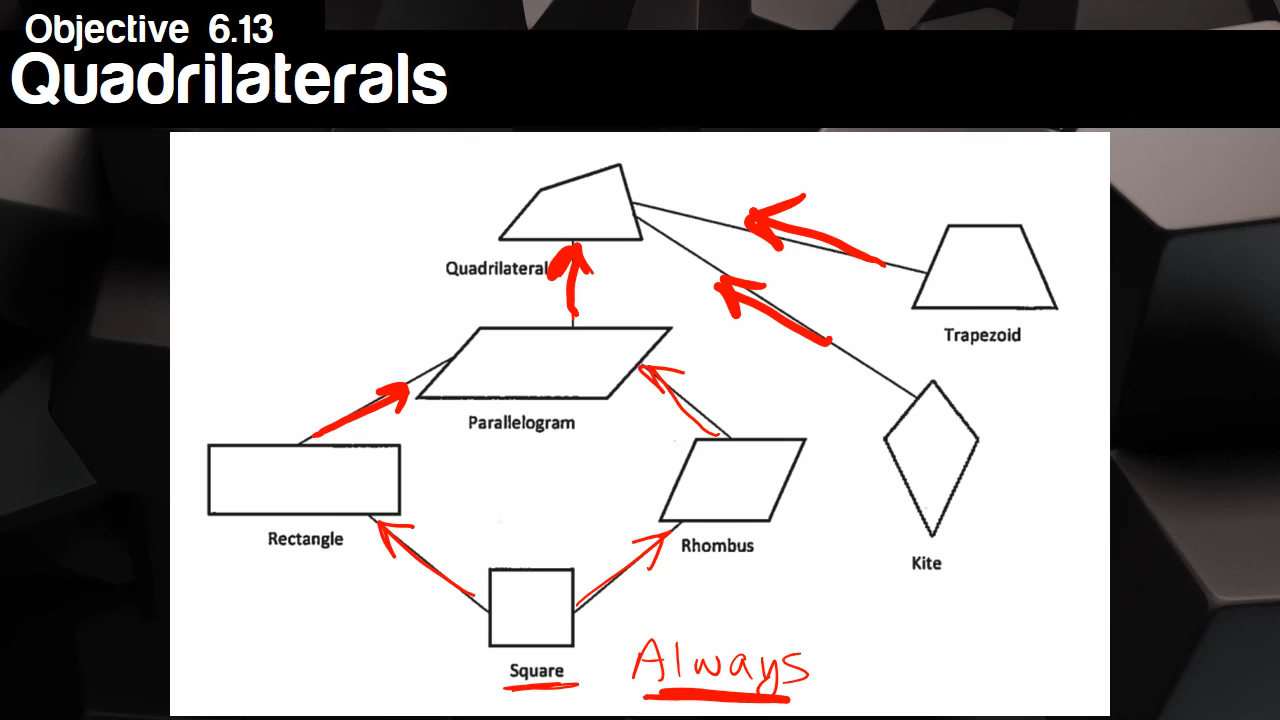 Objective 6.13
Quadrilaterals
Quadrilateral
Trapezoid
Parallelogram
Rectangle
Rhombus
Kite
Square
Always